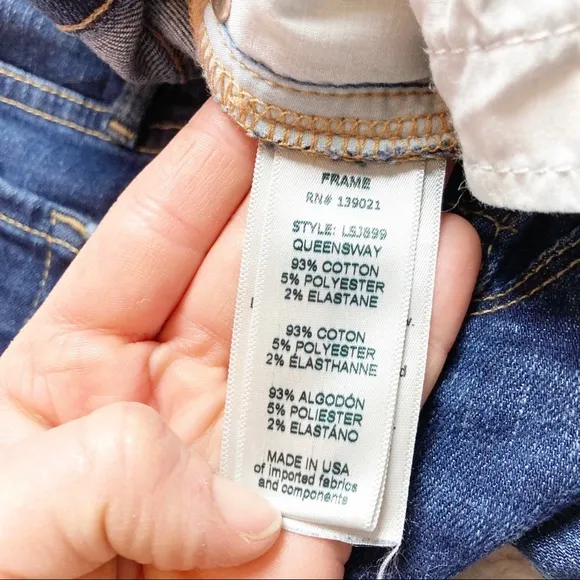 FRAME
RN# 139021
STYLE: LSJ899
QUEENSWAY
93% COTTON
5% POLYESTER
2% ELASTANE
93% COTON
5% POLYESTER
2% ÉLASTHANNE
93% ALGODÓN
5% POLIESTER
2% ELASTANO
MADE IN USA
of imported fabrics
and components